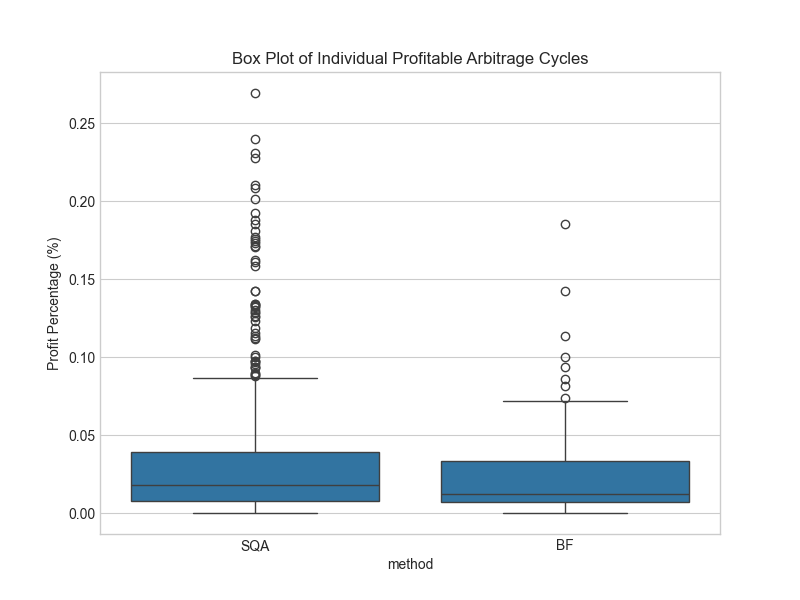 Box Plot of Individual Profitable Arbitrage Cycles
Profit Percentage (%)
0.25
0.20
0.15
0.10
0.05
0.00
SQA
BF
method